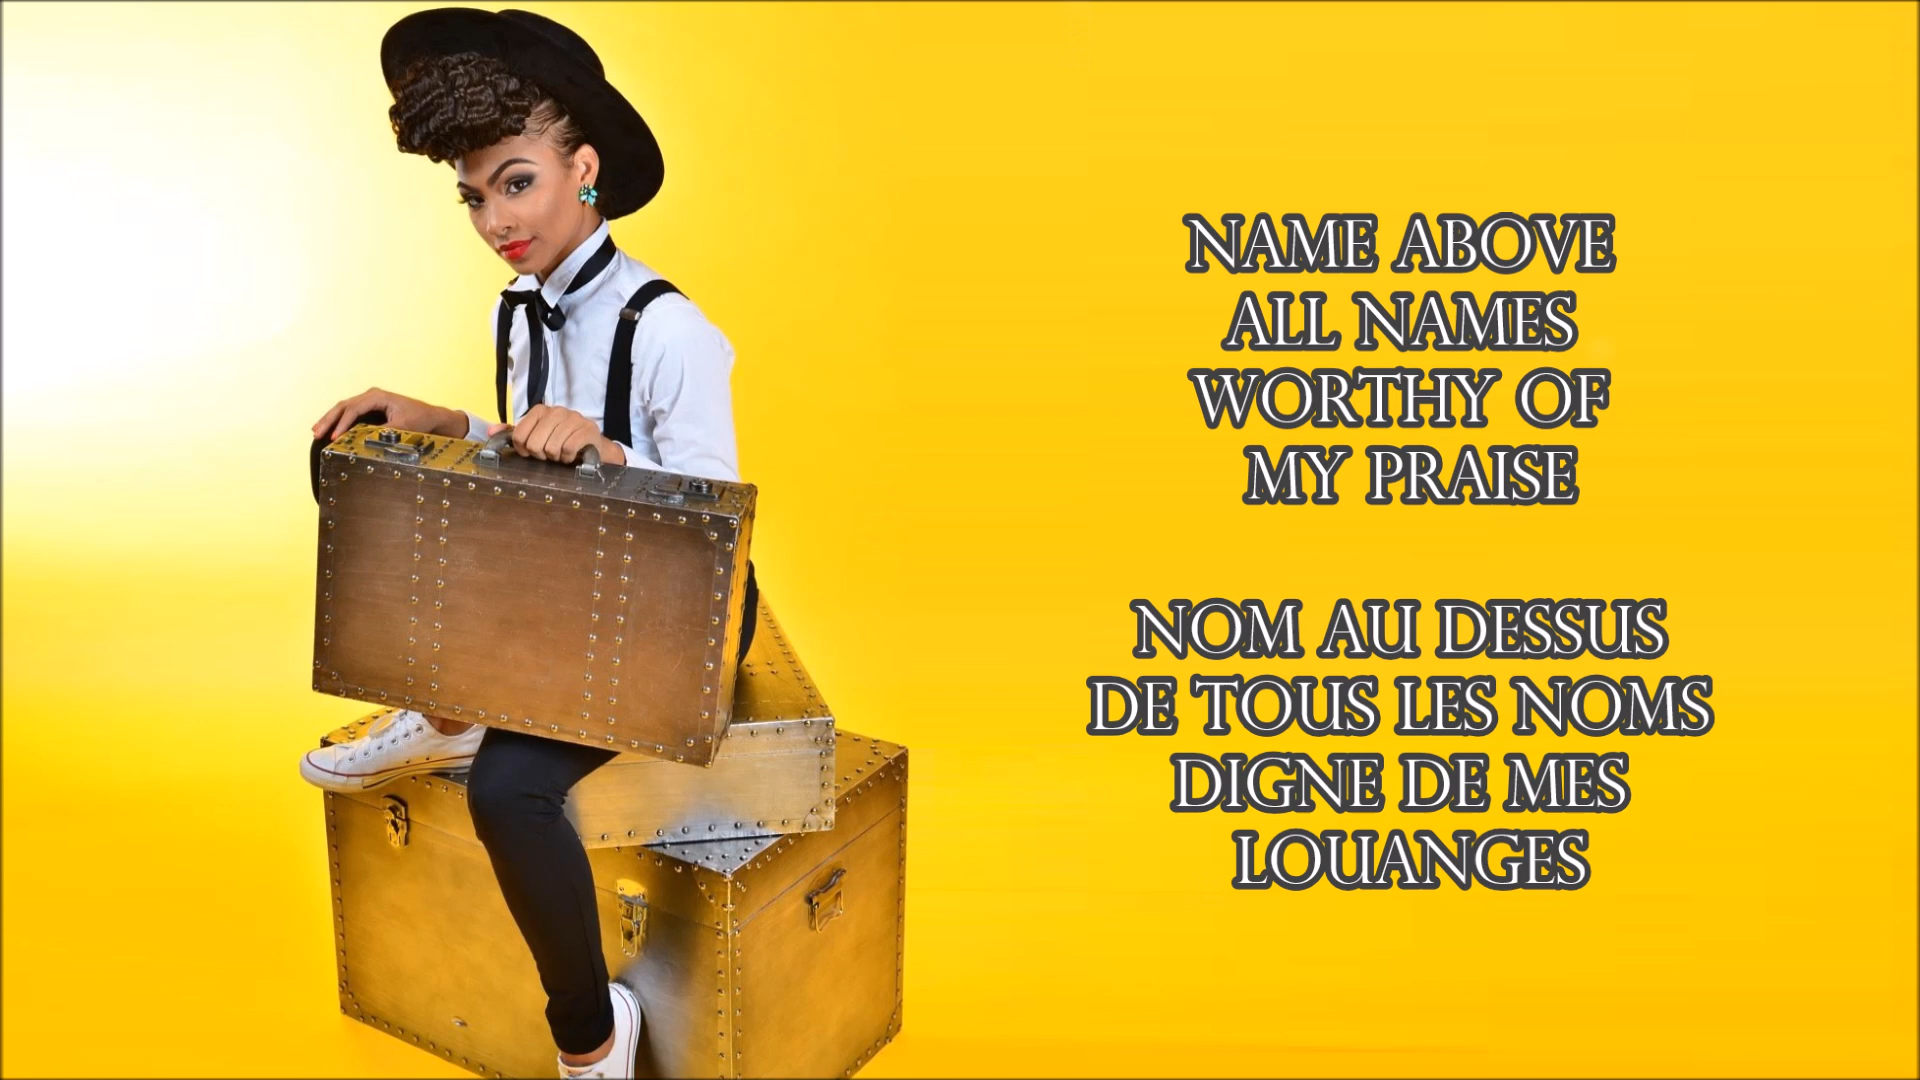 NAME ABOVE
ALL NAMES
WORTHY OF
MY PRAISE
NOM AU DESSUS
DE TOUS LES NOMS
DIGNE DE MES
LOUANGES